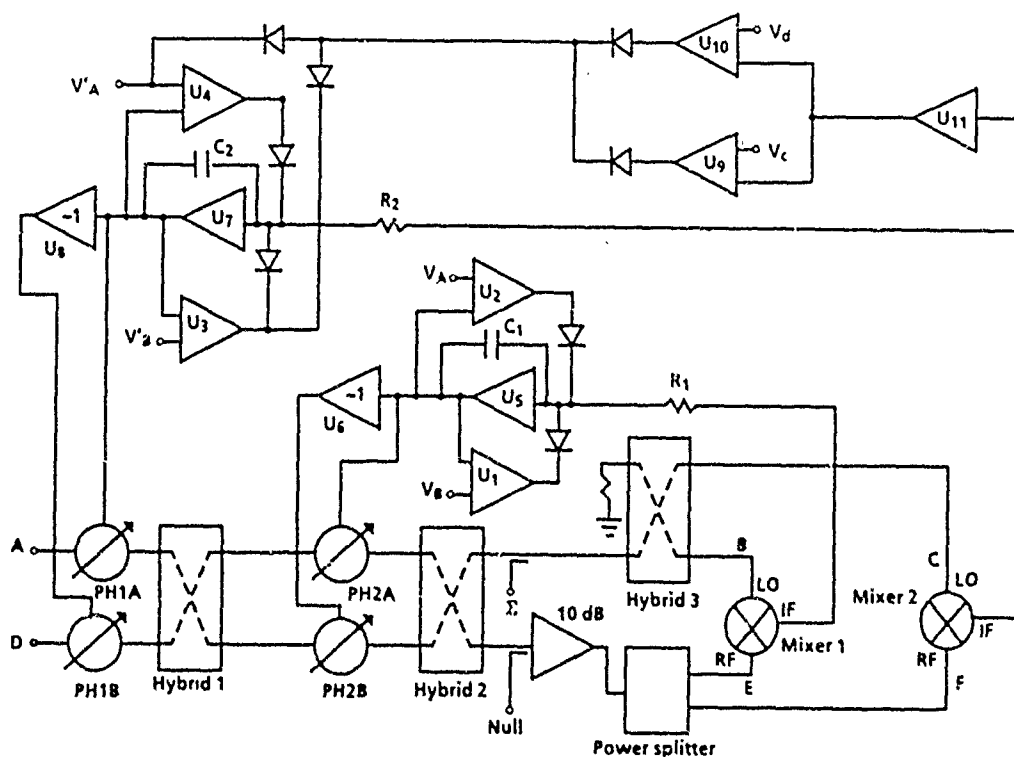 U10
Vd
V'A
U4
U11
C2
U9
Vc
~1
U7
R2
U8
VA
U2
V'B
U3
C1
R1
~1
U5
U6
VB
U1
A
B
C
LO
PH1A
PH2A
Σ
Hybrid 3
LO
Mixer 2
10 dB
IF
IF
D
RF
Mixer 1
RF
PH1B
Hybrid 1
PH2B
Hybrid 2
E
F
Null
Power splitter